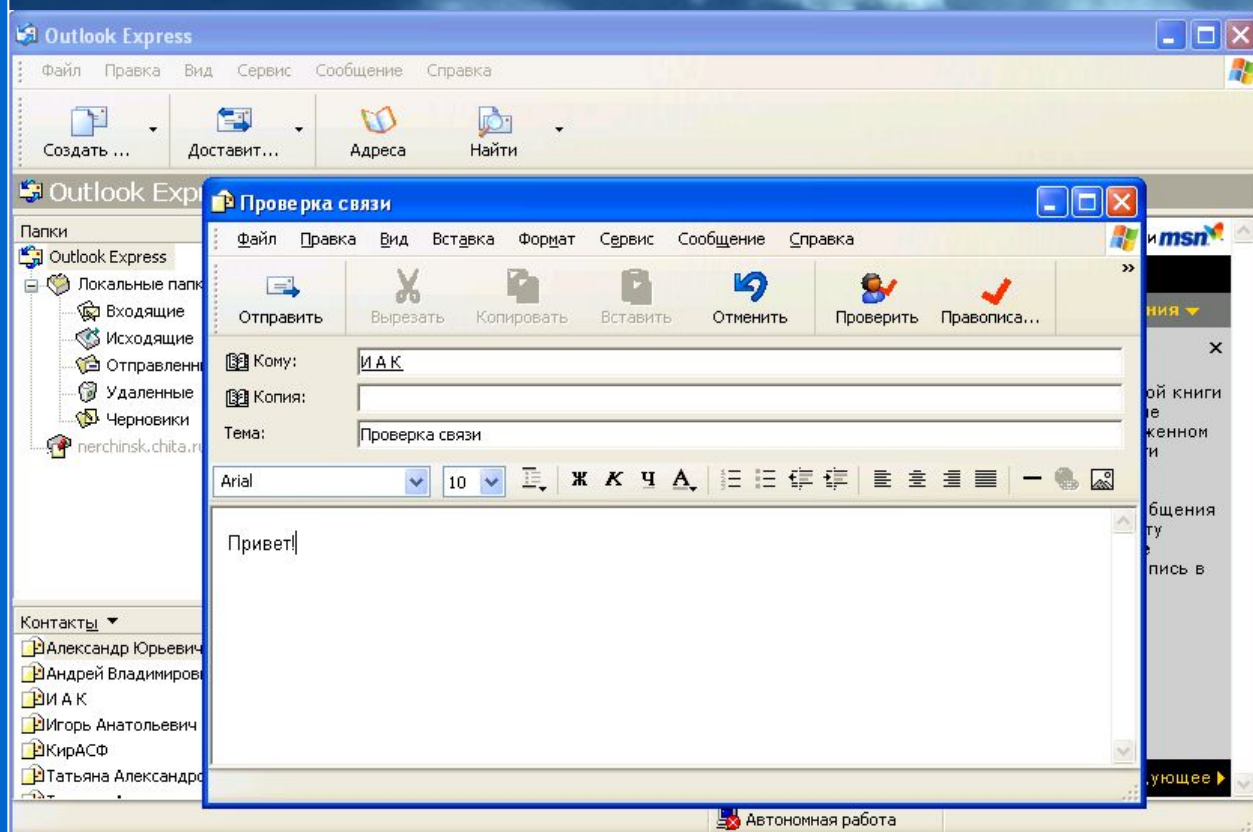 Outlook Express
Файл Правка Вид Сервис Сообщение Справка
Создать ... Доставит... Адреса Найти
Outlook Expr
Папки
Outlook Express
Локальные папк
Входящие
Исходящие
Отправленн
Удаленные
Черновики
nerchinsk.chita.ru
Контакты
Александр Юрьевич
Андрей Владимирови
И А К
Игорь Анатольевич
КирАСФ
Татьяна Александро
Проверка связи
Файл Правка Вид Вставка Формат Сервис Сообщение Справка
Отправить Вырезать Копировать Вставить Отменить Проверить Правописа...
Кому: И А К
Копия:
Тема: Проверка связи
Arial 10 Ж К Ч А
Привет!
и msn
ния
ой книги
ие
женном
и
бщения
ту
е
пись в
ующее
Автономная работа